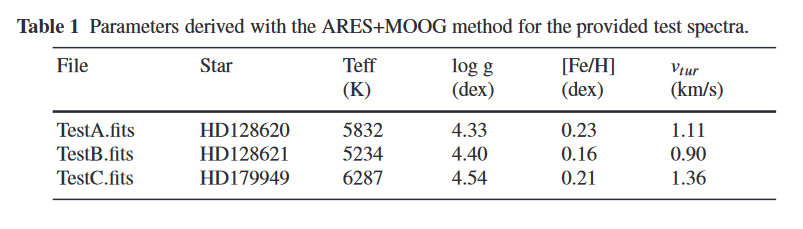 Table 1 Parameters derived with the ARES+MOOG method for the provided test spectra.
File Star Teff log g [Fe/H] vtur
(K) (dex) (dex) (km/s)
TestA.fits HD128620 5832 4.33 0.23 1.11
TestB.fits HD128621 5234 4.40 0.16 0.90
TestC.fits HD179949 6287 4.54 0.21 1.36